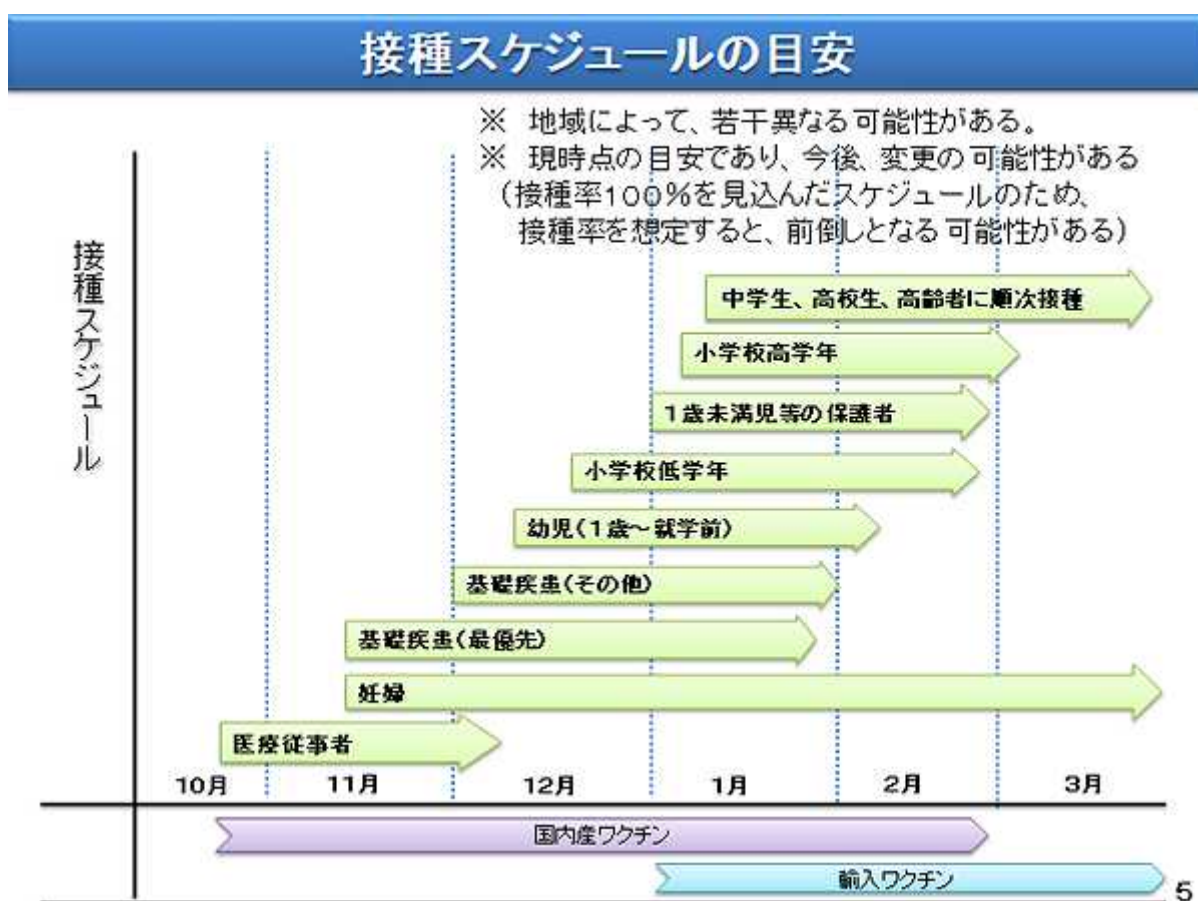 接種スケジュールの目安
※ 地域によって、若干異なる可能性がある。
※ 現時点の目安であり、今後、変更の可能性がある
（接種率１００％を見込んだスケジュールのため、
接種率を想定すると、前倒しとなる可能性がある）
接種スケジュール
中学生、高校生、高齢者に順次接種
小学校高学年
１歳未満児等の保護者
小学校低学年
幼児（１歳～就学前）
基礎疾患（その他）
基礎疾患（最優先）
妊婦
医療従事者
10月 11月 12月 1月 2月 3月
国内産ワクチン
輸入ワクチン
5